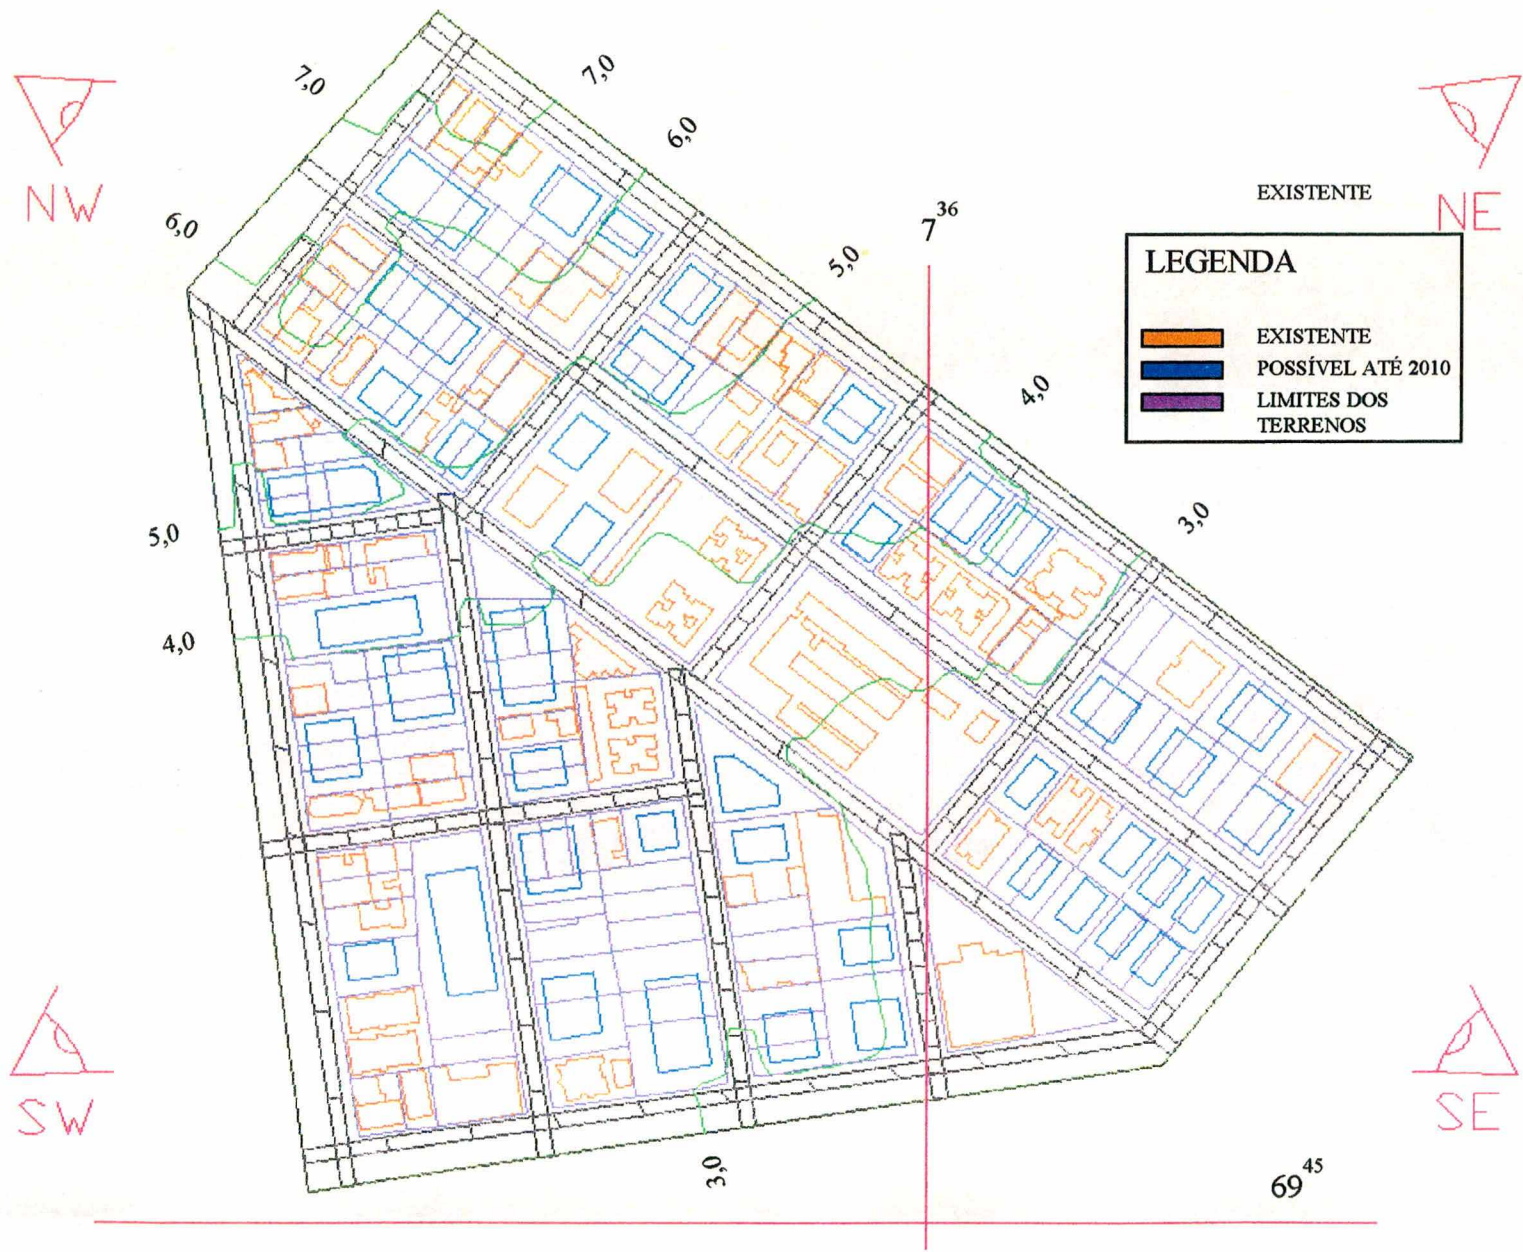 7,0
7,0
6,0
NW
6,0
7³⁶
5,0
EXISTENTE
NE
LEGENDA
EXISTENTE
POSSÍVEL ATÉ 2010
LIMITES DOS
TERRENOS
4,0
3,0
5,0
4,0
SW
SE
3,0
69⁴⁵